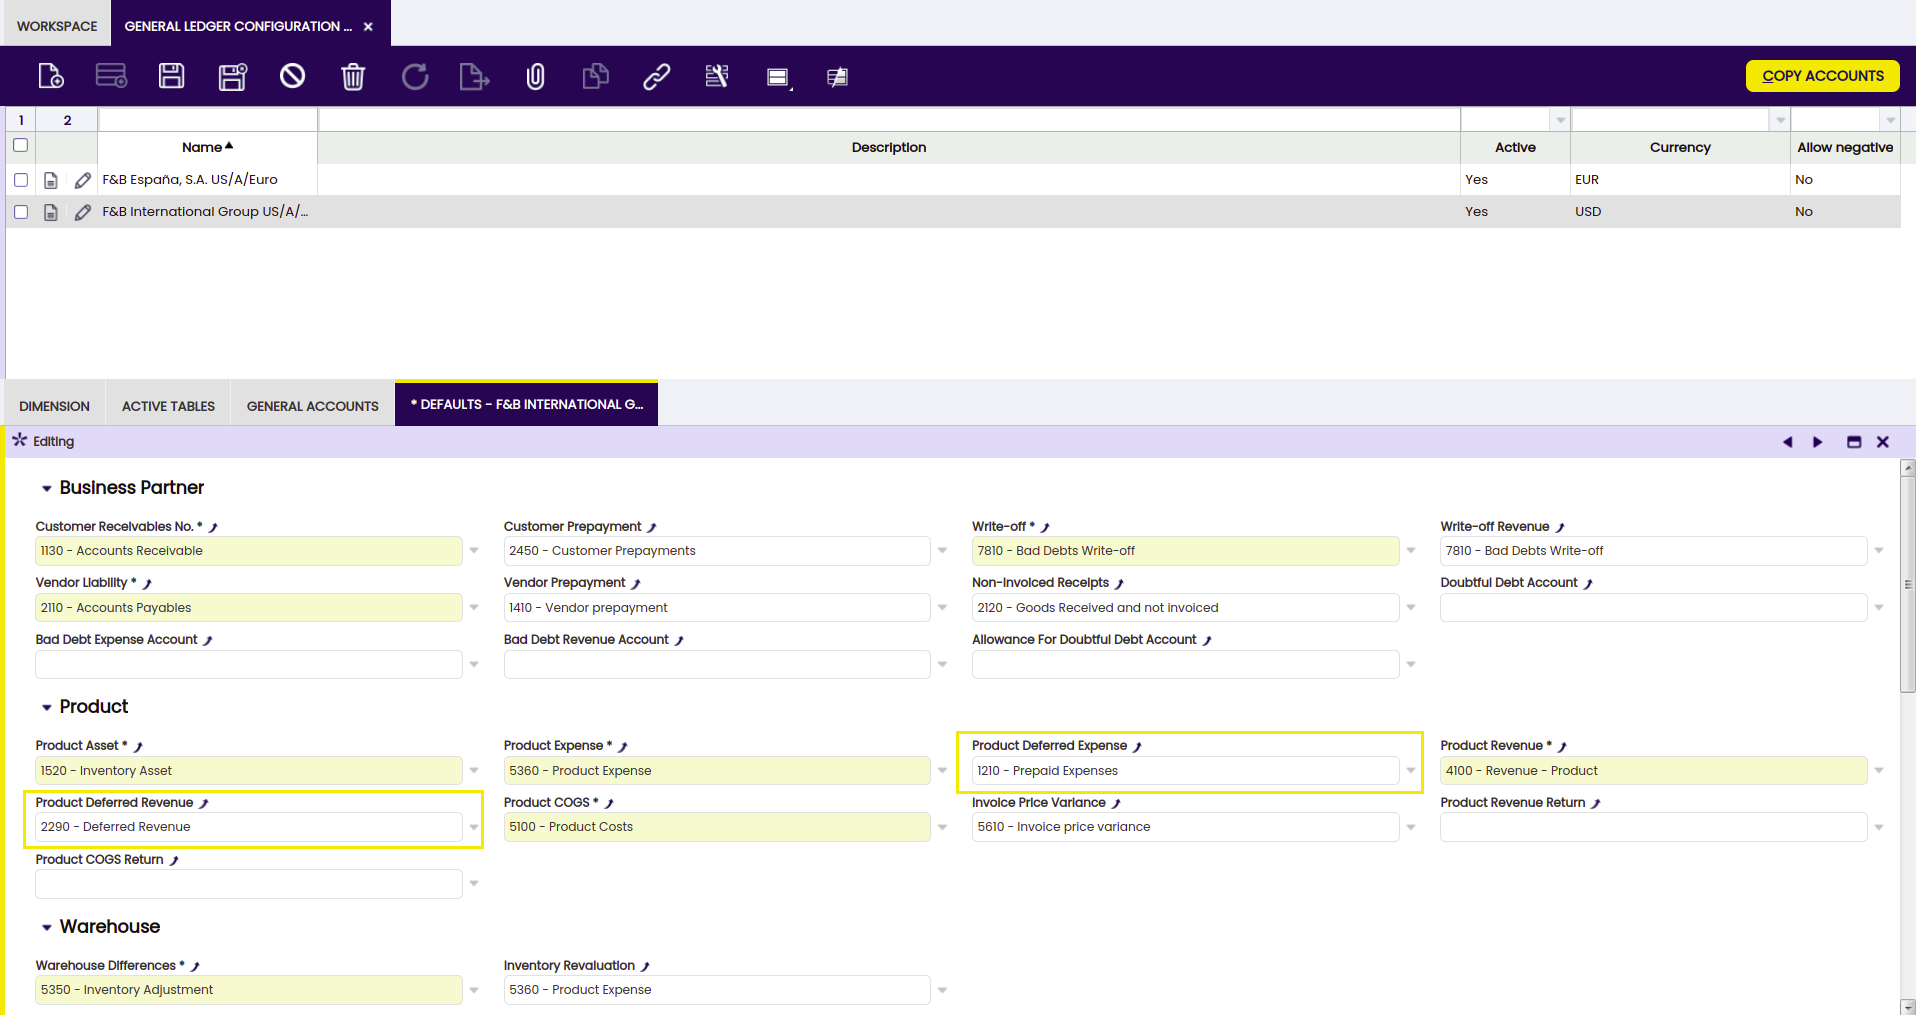 WORKSPACE GENERAL LEDGER CONFIGURATION ...
COPY ACCOUNTS
1 2
Name Description Active Currency Allow negative
F&B España, S.A. US/A/Euro Yes EUR No
F&B International Group US/A/... Yes USD No
DIMENSION ACTIVE TABLES GENERAL ACCOUNTS * DEFAULTS - F&B INTERNATIONAL G...
Editing
Business Partner
Customer Receivables No. * Customer Prepayment Write-off * Write-off Revenue
1130 - Accounts Receivable 2450 - Customer Prepayments 7810 - Bad Debts Write-off 7810 - Bad Debts Write-off
Vendor Liability * Vendor Prepayment Non-Invoiced Receipts Doubtful Debt Account
2110 - Accounts Payables 1410 - Vendor prepayment 2120 - Goods Received and not invoiced
Bad Debt Expense Account Bad Debt Revenue Account Allowance For Doubtful Debt Account
Product
Product Asset * Product Expense * Product Deferred Expense Product Revenue *
1520 - Inventory Asset 5360 - Product Expense 1210 - Prepaid Expenses 4100 - Revenue - Product
Product Deferred Revenue Product COGS * Invoice Price Variance Product Revenue Return
2290 - Deferred Revenue 5100 - Product Costs 5610 - Invoice price variance
Product COGS Return
Warehouse
Warehouse Differences * Inventory Revaluation
5350 - Inventory Adjustment 5360 - Product Expense